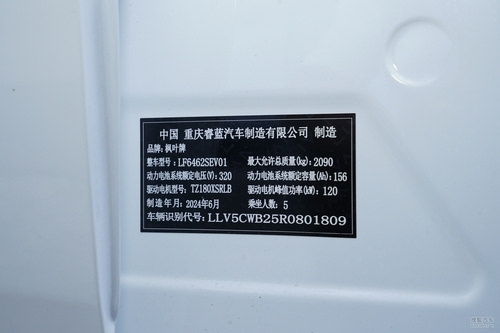 中国 重庆睿蓝汽车制造有限公司 制造
品牌: 枫叶牌
整车型号: LF6462SEV01 最大允许总质量(kg): 2090
动力电池系统额定电压(V): 320 动力电池系统额定容量(Ah): 156
驱动电机型号: TZ180XSRLB 驱动电机峰值功率(kW): 120
制造年月: 2024年6月 乘坐人数: 5
车辆识别代号: LLV5CWB25R0801809